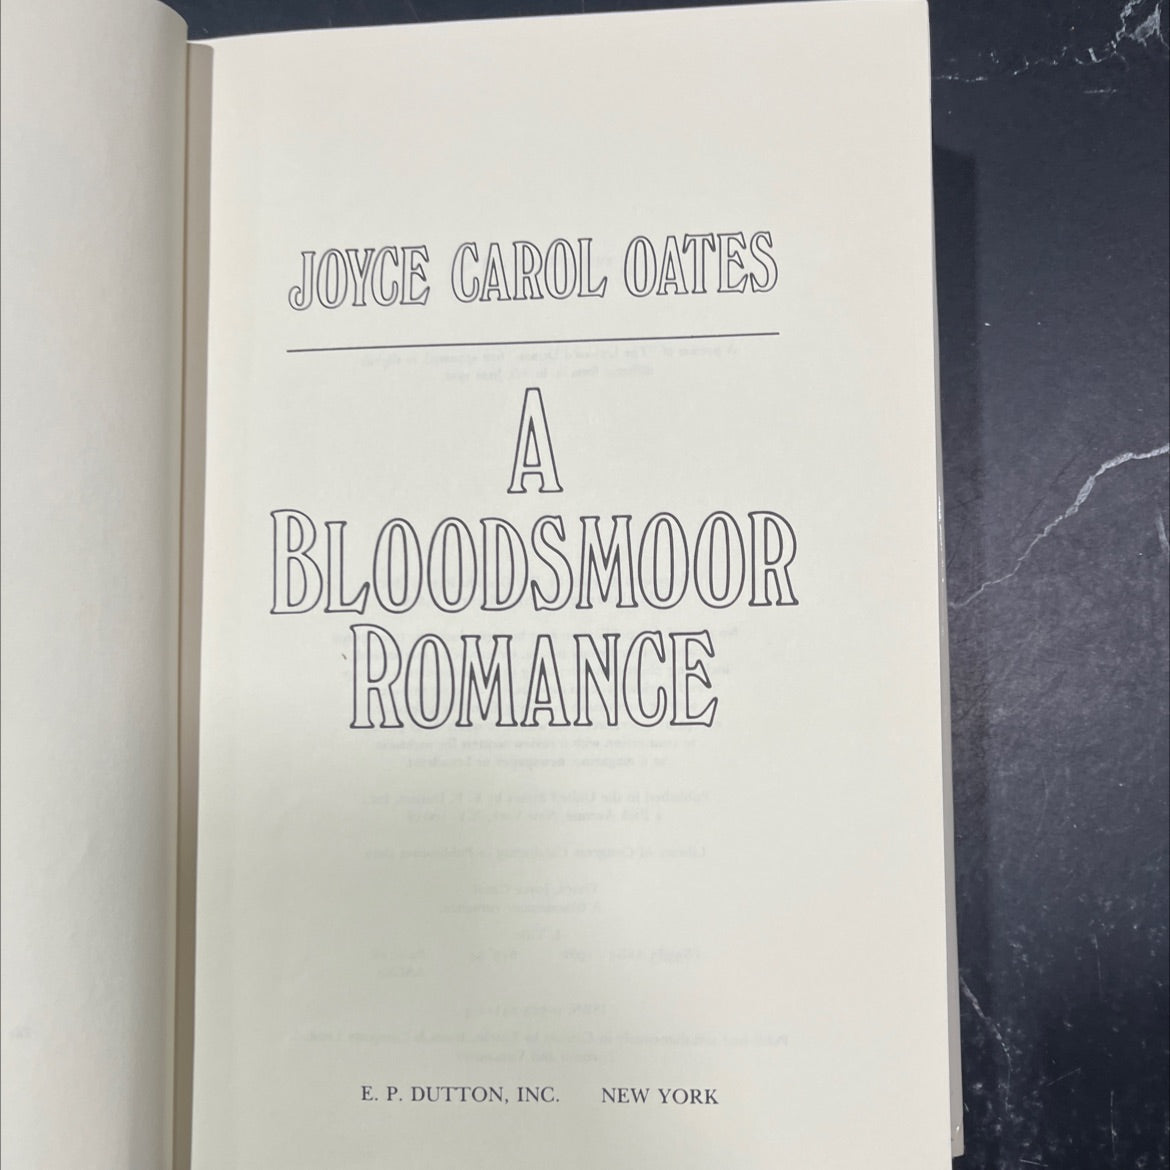 JOYCE CAROL OATES
A
BLOODSMOOR
ROMANCE
E. P. DUTTON, INC. NEW YORK